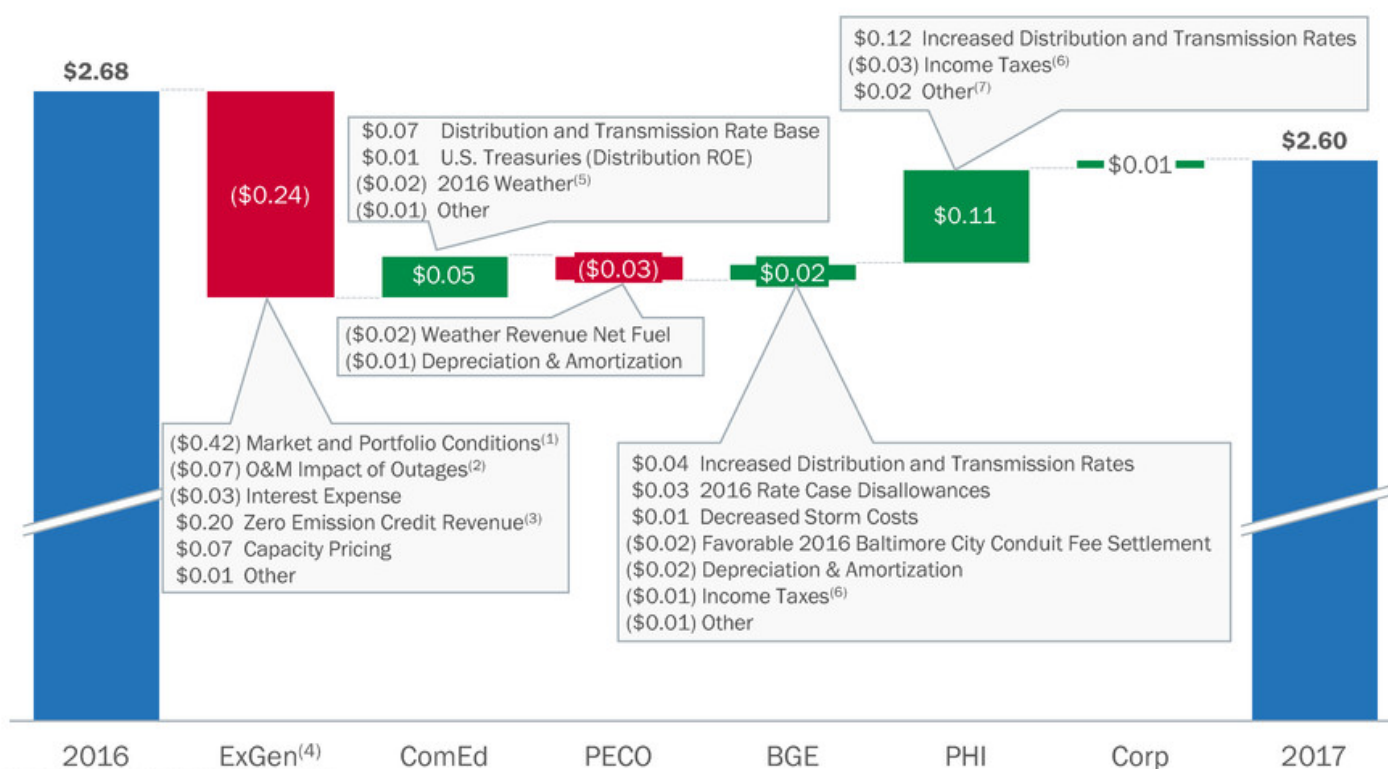 $2.68
($0.24)
$0.07 Distribution and Transmission Rate Base
$0.01 U.S. Treasuries (Distribution ROE)
($0.02) 2016 Weather(5)
($0.01) Other
$0.05
($0.03)
($0.02) Weather Revenue Net Fuel
($0.01) Depreciation & Amortization
$0.02
$0.12 Increased Distribution and Transmission Rates
($0.03) Income Taxes(6)
$0.02 Other(7)
$0.11
$0.01
$2.60
($0.42) Market and Portfolio Conditions(1)
($0.07) O&M Impact of Outages(2)
($0.03) Interest Expense
$0.20 Zero Emission Credit Revenue(3)
$0.07 Capacity Pricing
$0.01 Other
$0.04 Increased Distribution and Transmission Rates
$0.03 2016 Rate Case Disallowances
$0.01 Decreased Storm Costs
($0.02) Favorable 2016 Baltimore City Conduit Fee Settlement
($0.02) Depreciation & Amortization
($0.01) Income Taxes(6)
($0.01) Other
2016 ExGen(4) ComEd PECO BGE PHI Corp 2017